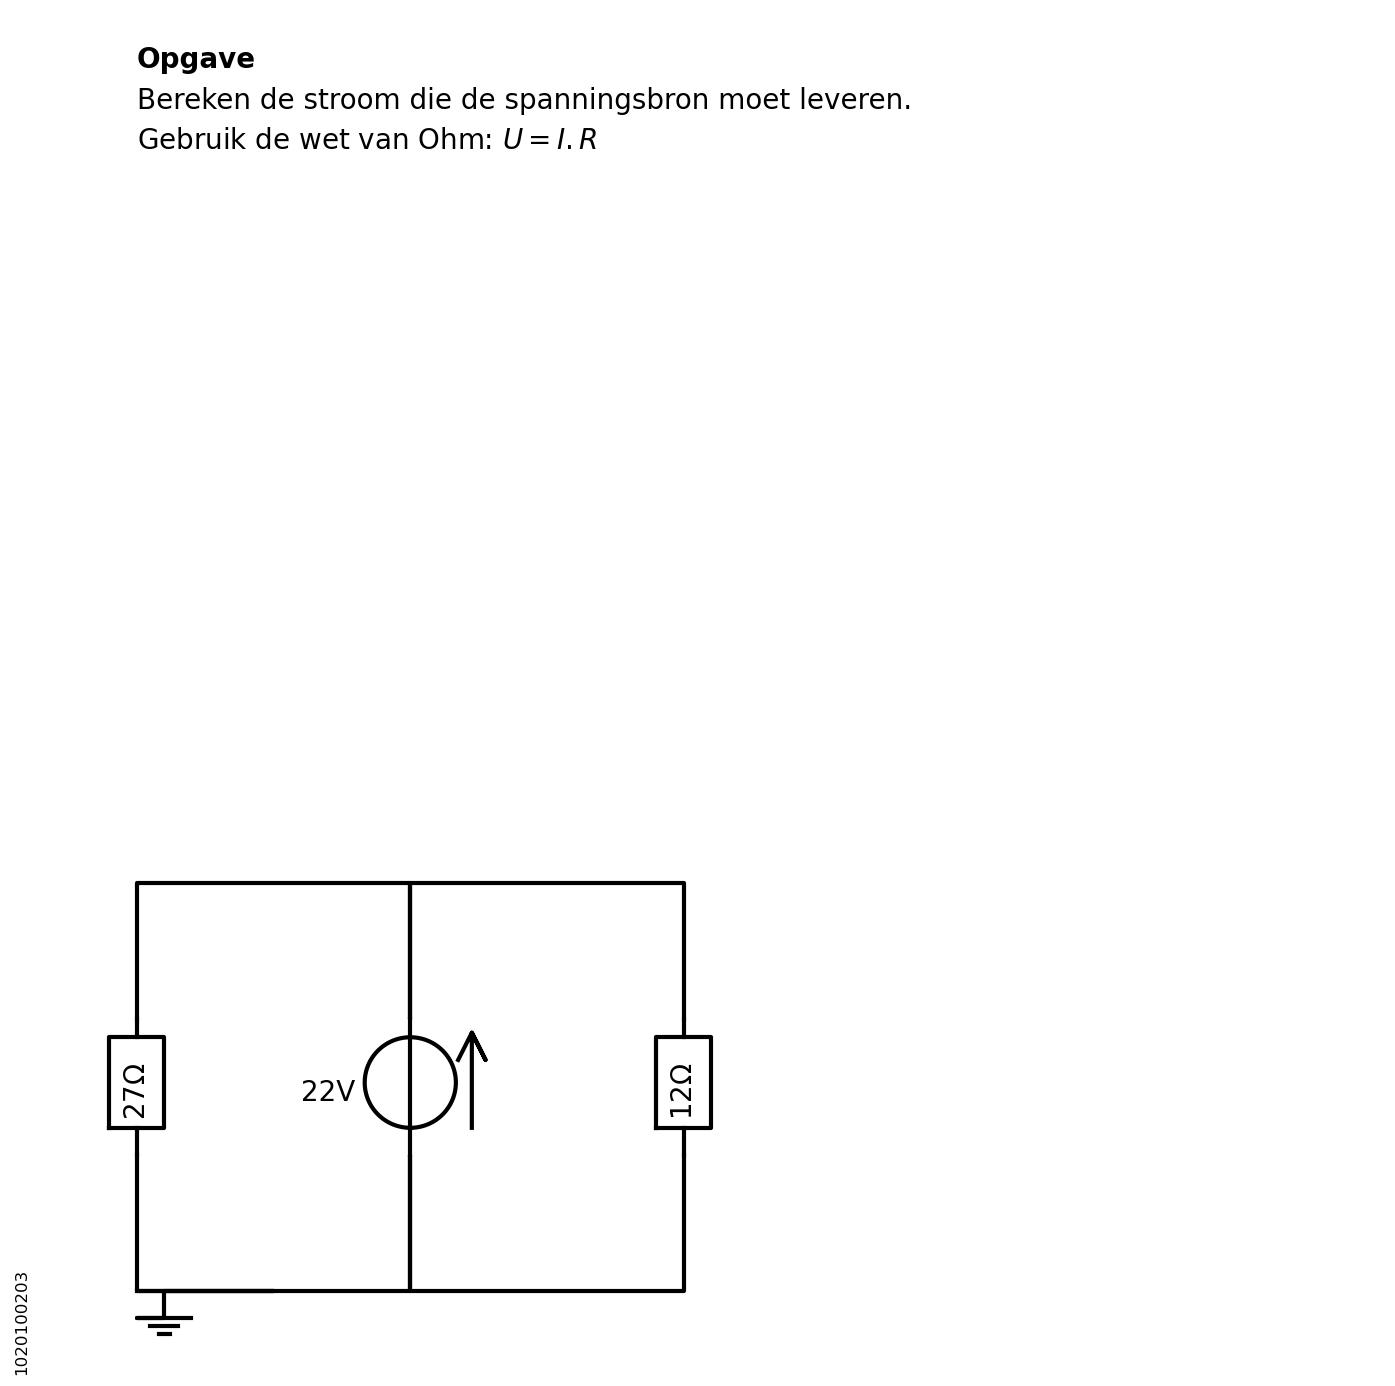 Opgave
Bereken de stroom die de spanningsbron moet leveren.
Gebruik de wet van Ohm: U = I.R
27Ω
22V
12Ω
1020100203